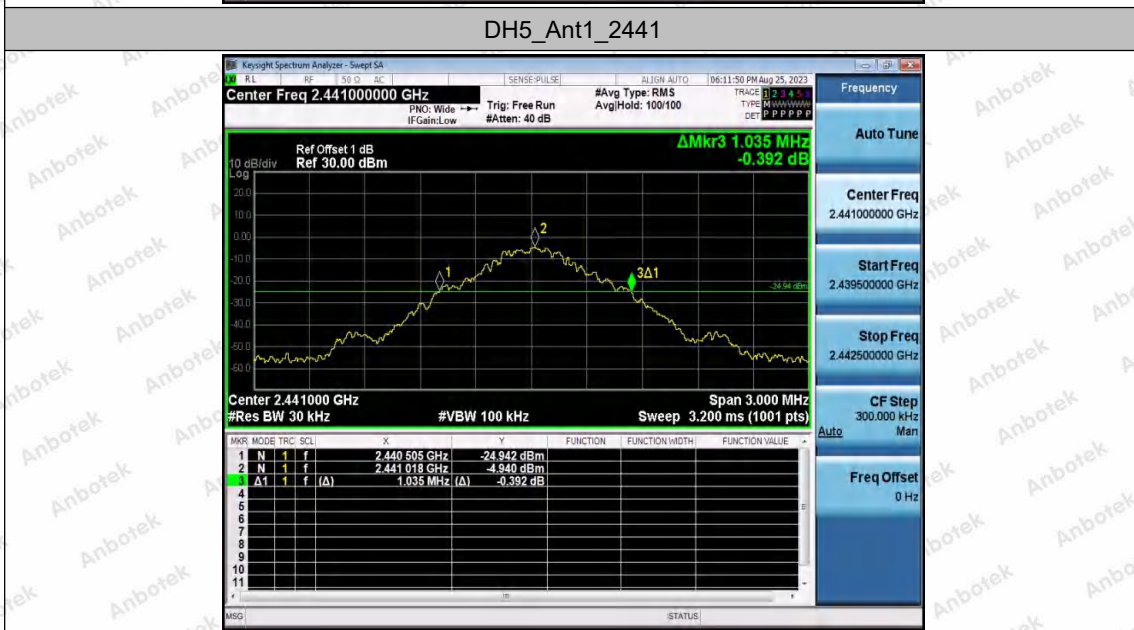 DH5_Ant1_2441
Keysight Spectrum Analyzer - Swept SA
RL RF 50 Ω AC SENSE:PULSE ALIGN AUTO 06:11:50 PM Aug 25, 2023
Center Freq 2.441000000 GHz
PNO: Wide
IFGain:Low
Trig: Free Run
#Atten: 40 dB
#Avg Type: RMS
Avg|Hold: 100/100
TRACE 1 2 3 4 5 6
TYPE M W W W W W
DET P P P P P P
Frequency
Ref Offset 1 dB
10 dB/div Ref 30.00 dBm
Log
ΔMkr3 1.035 MHz
-0.392 dB
20.0
10.0
0.00
-10.0
-20.0
-30.0
-40.0
-50.0
-60.0
1
2
3Δ1
-24.94 dBm
Center 2.441000 GHz Span 3.000 MHz
#Res BW 30 kHz #VBW 100 kHz Sweep 3.200 ms (1001 pts)
MKR MODE TRC SCL X Y FUNCTION FUNCTION WIDTH FUNCTION VALUE
1 N 1 f 2.440 505 GHz -24.942 dBm
2 N 1 f 2.441 018 GHz -4.940 dBm
3 Δ1 1 f (Δ) 1.035 MHz (Δ) -0.392 dB
4
5
6
7
8
9
10
11
MSG STATUS
Auto Tune
Center Freq
2.441000000 GHz
Start Freq
2.439500000 GHz
Stop Freq
2.442500000 GHz
CF Step
300.000 kHz
Auto Man
Freq Offset
0 Hz
Anbotek